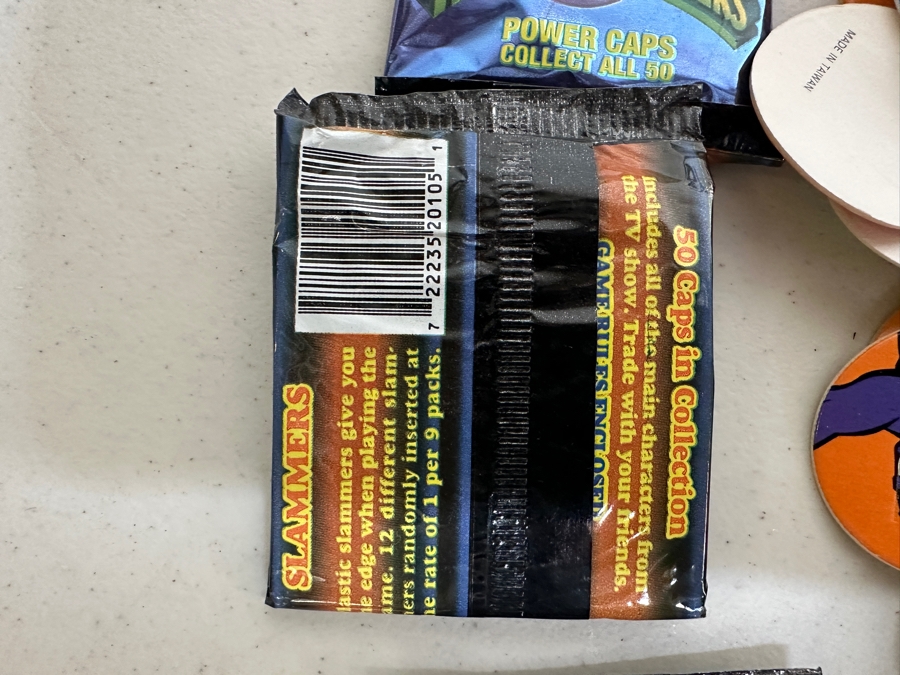 POWER CAPS
COLLECT ALL 50
MADE IN TAIWAN
7 22235 20105 1
SLAMMERS
lastic slammers give you
e edge when playing the
ame. 12 different slam-
ers randomly inserted at
e rate of 1 per 9 packs.
50 Caps in Collection
includes all of the main characters from
the TV show. Trade with your friends.
GAME RULES ENCLOSED